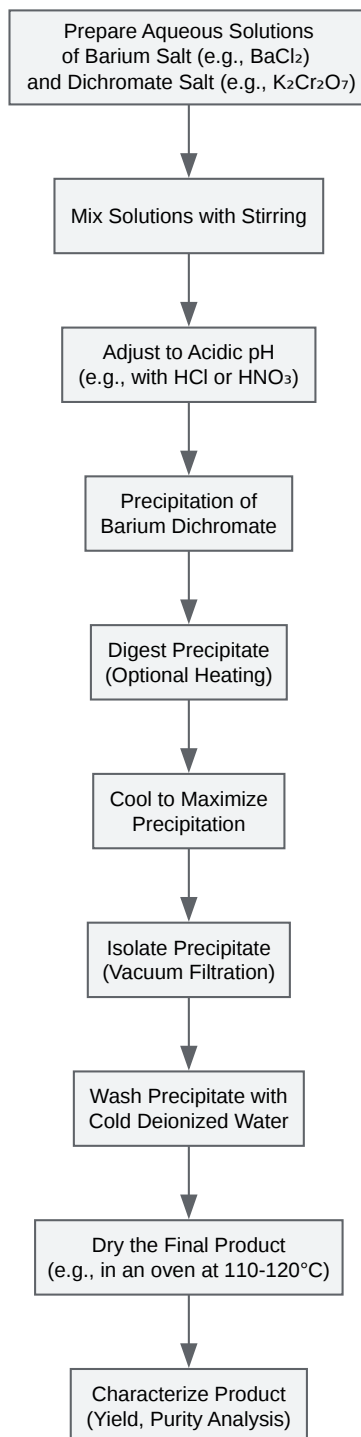 Prepare Aqueous Solutions
of Barium Salt (e.g., BaCl₂)
and Dichromate Salt (e.g., K₂Cr₂O₇)
Mix Solutions with Stirring
Adjust to Acidic pH
(e.g., with HCl or HNO₃)
Precipitation of
Barium Dichromate
Digest Precipitate
(Optional Heating)
Cool to Maximize
Precipitation
Isolate Precipitate
(Vacuum Filtration)
Wash Precipitate with
Cold Deionized Water
Dry the Final Product
(e.g., in an oven at 110-120°C)
Characterize Product
(Yield, Purity Analysis)